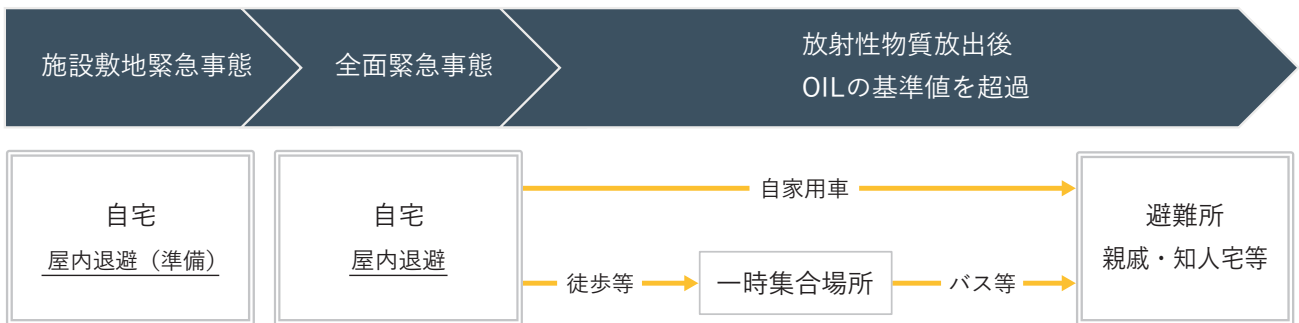 施設敷地緊急事態
全面緊急事態
放射性物質放出後
OILの基準値を超過
自宅
屋内退避（準備）
自宅
屋内退避
自家用車
徒歩等
一時集合場所
バス等
避難所
親戚・知人宅等